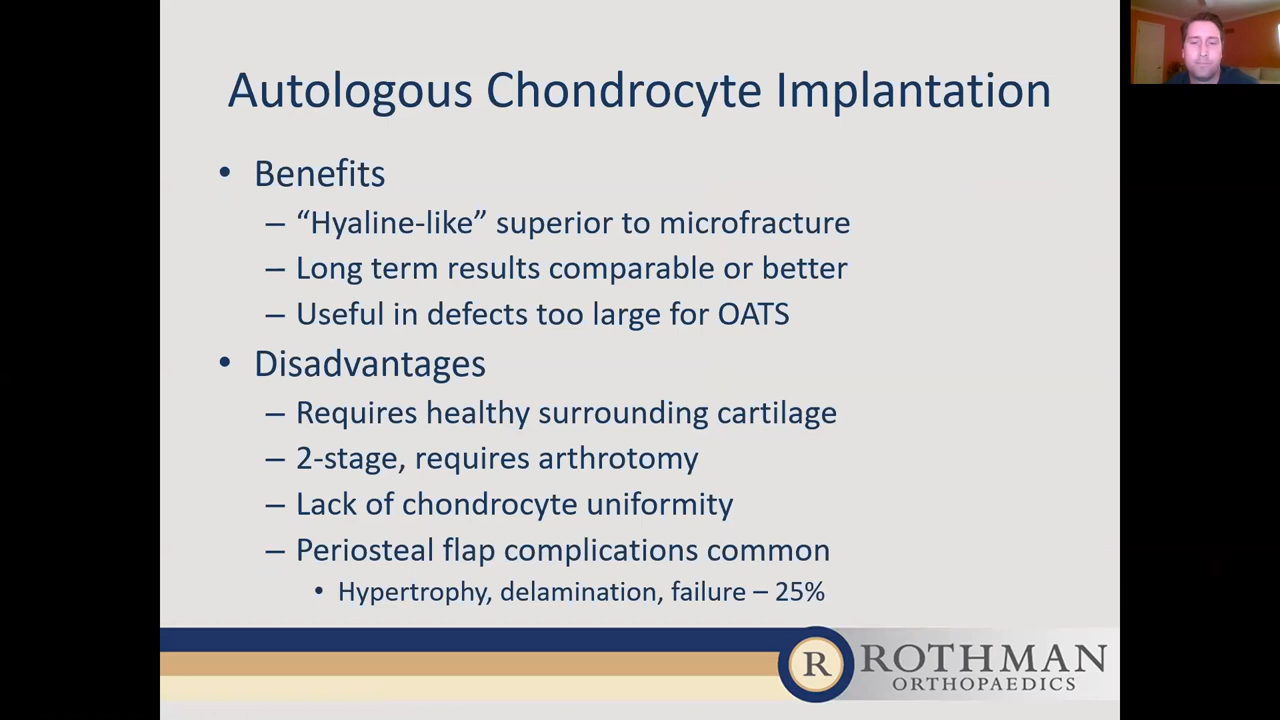 Autologous Chondrocyte Implantation
• Benefits
– “Hyaline-like” superior to microfracture
– Long term results comparable or better
– Useful in defects too large for OATS
• Disadvantages
– Requires healthy surrounding cartilage
– 2-stage, requires arthrotomy
– Lack of chondrocyte uniformity
– Periosteal flap complications common
• Hypertrophy, delamination, failure – 25%
R ROTHMAN
ORTHOPAEDICS